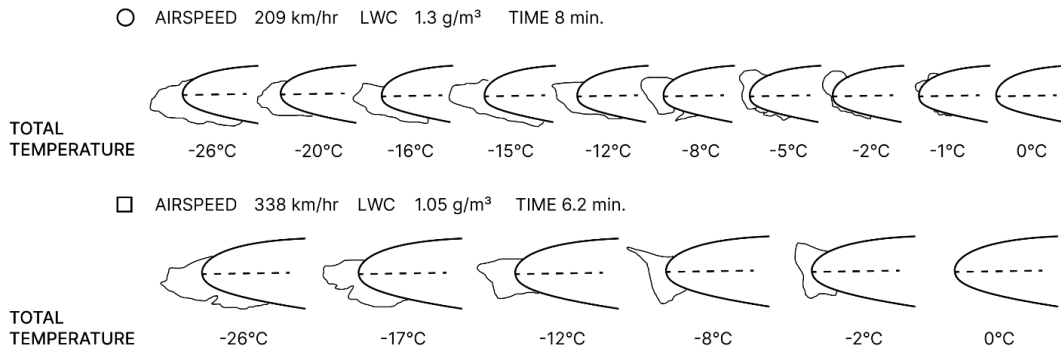 AIRSPEED 209 km/hr LWC 1.3 g/m³ TIME 8 min.
TOTAL
TEMPERATURE -26°C -20°C -16°C -15°C -12°C -8°C -5°C -2°C -1°C 0°C
AIRSPEED 338 km/hr LWC 1.05 g/m³ TIME 6.2 min.
TOTAL
TEMPERATURE -26°C -17°C -12°C -8°C -2°C 0°C